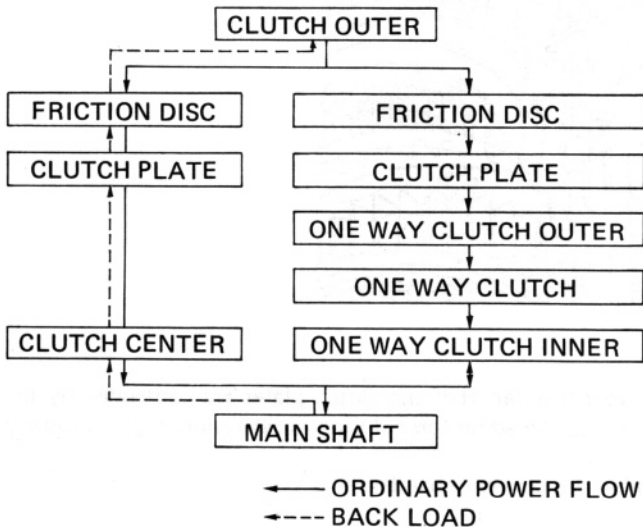 CLUTCH OUTER
FRICTION DISC
FRICTION DISC
CLUTCH PLATE
CLUTCH PLATE
ONE WAY CLUTCH OUTER
ONE WAY CLUTCH
CLUTCH CENTER
ONE WAY CLUTCH INNER
MAIN SHAFT
ORDINARY POWER FLOW
BACK LOAD